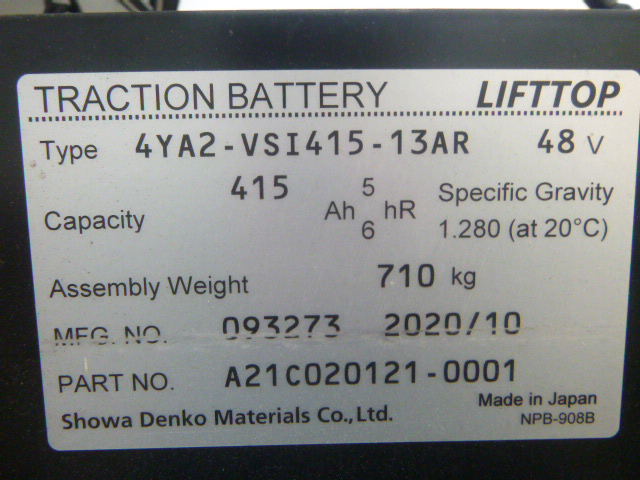 TRACTION BATTERY LIFTTOP
Type 4YA2-VSI415-13AR 48 V
Capacity 415 Ah 5 hR
6
Specific Gravity
1.280 (at 20°C)
Assembly Weight 710 kg
MFG. NO. 093273 2020/10
PART NO. A21C020121-0001
Showa Denko Materials Co., Ltd.
Made in Japan
NPB-908B